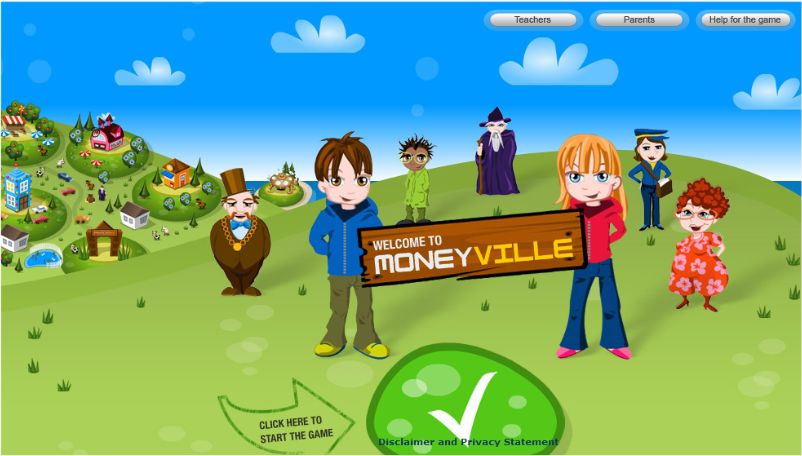 Teachers
Parents
Help for the game
WELCOME TO
MONEYVILLE
CLICK HERE TO
START THE GAME
Disclaimer and Privacy Statement